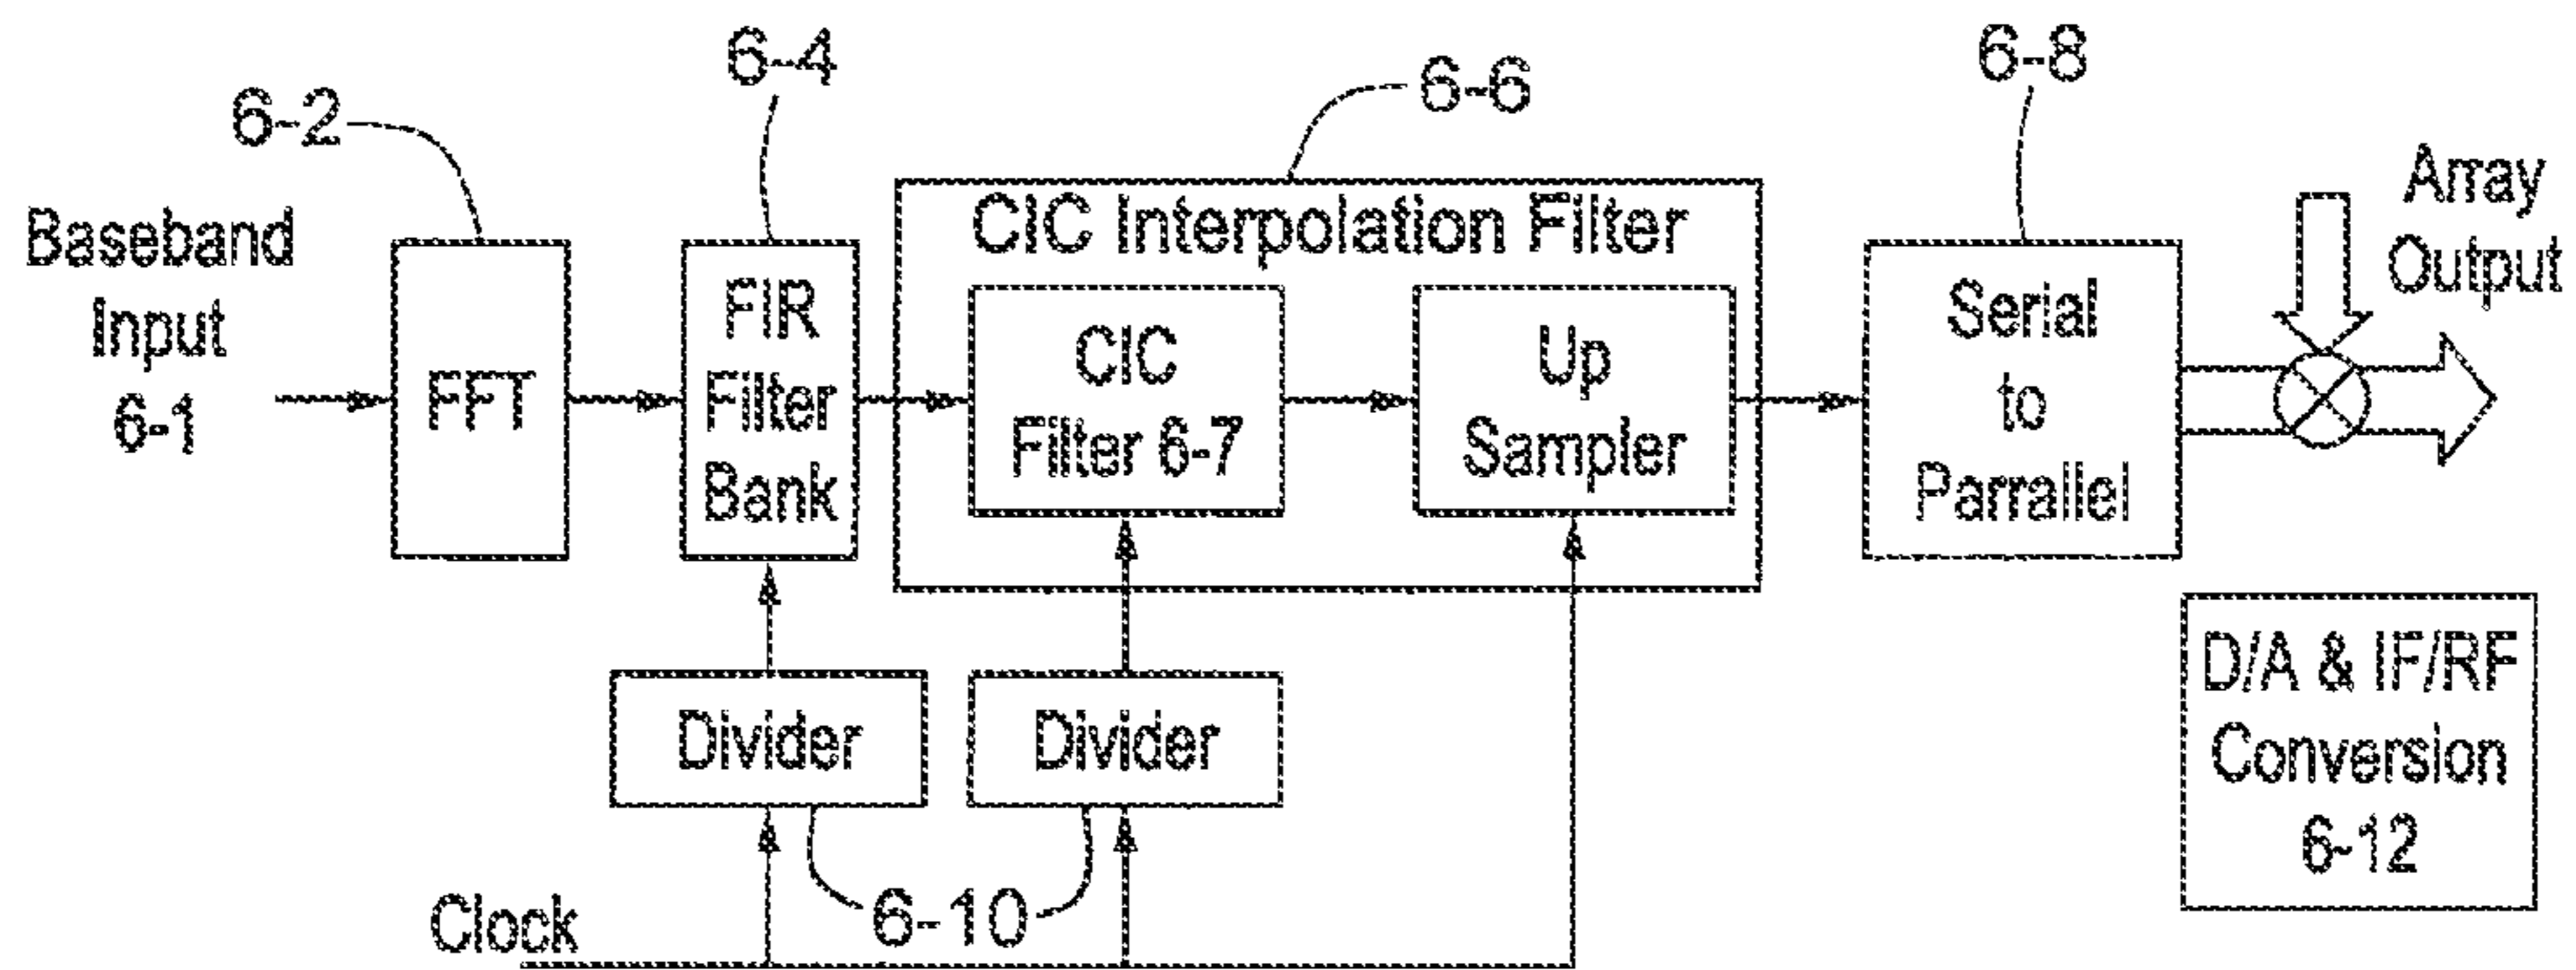 6-2
6-4
6-6
6-8
Baseband
Input
6-1
FFT
FIR
Filter
Bank
CIC Interpolation Filter
CIC
Filter 6-7
Up
Sampler
Serial
to
Parrallel
Array
Output
Divider
Divider
6-10
Clock
D/A & IF/RF
Conversion
6-12